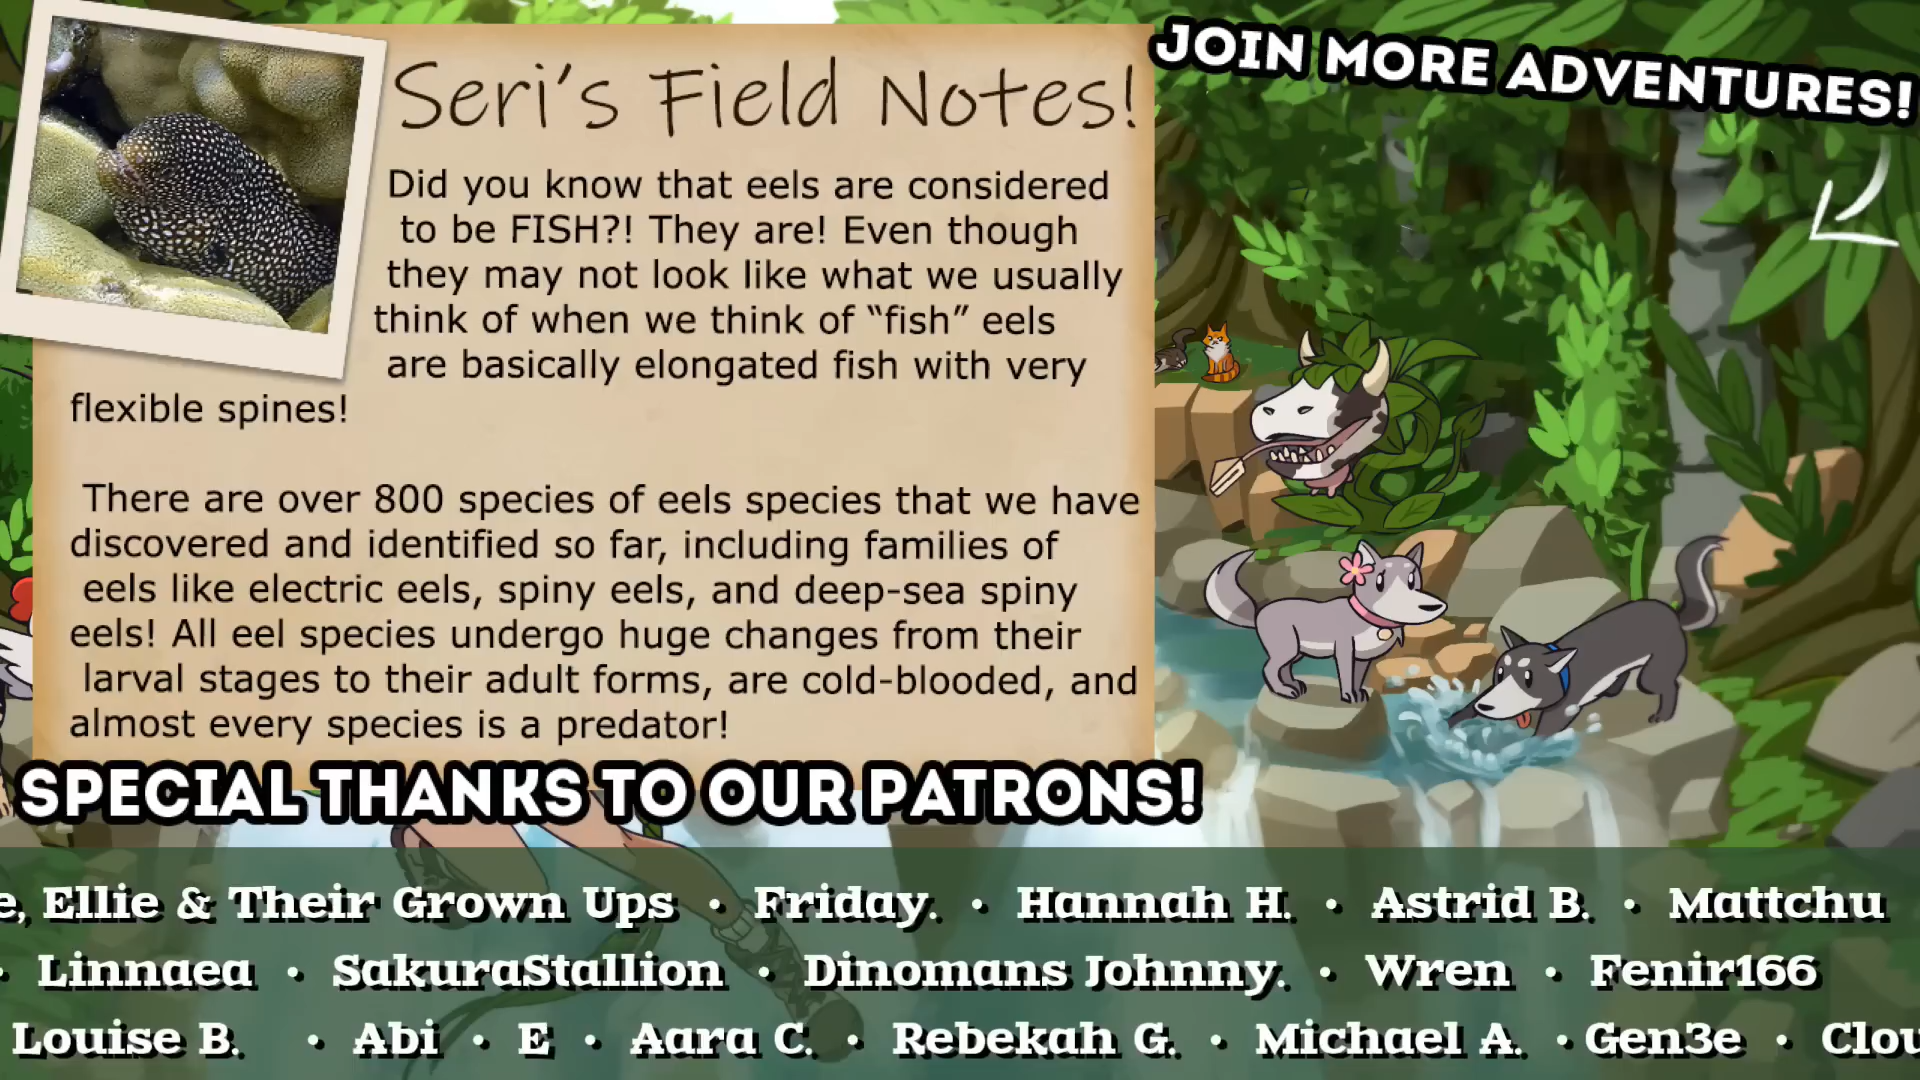 Seri's Field Notes!
JOIN MORE ADVENTURES!
Did you know that eels are considered
to be FISH?! They are! Even though
they may not look like what we usually
think of when we think of “fish” eels
are basically elongated fish with very
flexible spines!
There are over 800 species of eels species that we have
discovered and identified so far, including families of
eels like electric eels, spiny eels, and deep-sea spiny
eels! All eel species undergo huge changes from their
larval stages to their adult forms, are cold-blooded, and
almost every species is a predator!
SPECIAL THANKS TO OUR PATRONS!
e, Ellie & Their Grown Ups • Friday. • Hannah H. • Astrid B. • Mattchu
• Linnaea • SakuraStallion • Dinomans Johnny. • Wren • Fenir166
Louise B. • Abi • E • Aara C. • Rebekah G. • Michael A. • Gen3e • Clou